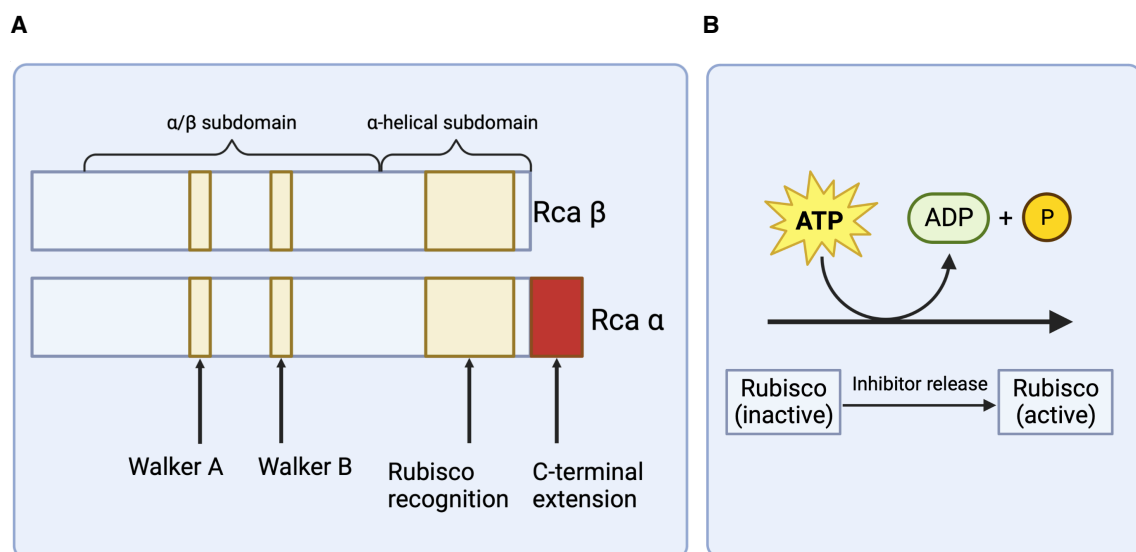 A
B
α/β subdomain
α-helical subdomain
Rca β
Rca α
Walker A
Walker B
Rubisco
recognition
C-terminal
extension
ATP
ADP
+
P
Rubisco
(inactive)
Inhibitor release
Rubisco
(active)